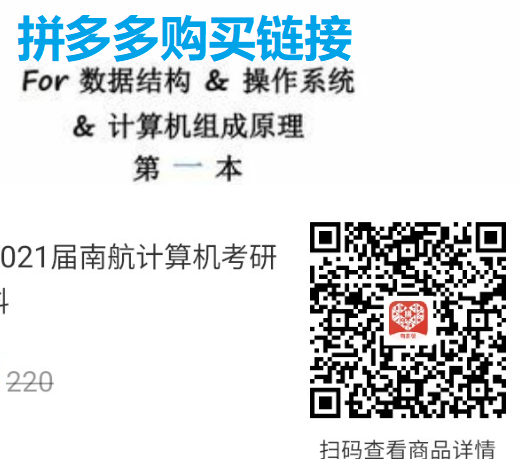 拼多多购买链接
For 数据结构 & 操作系统
& 计算机组成原理
第 一 本
021届南航计算机考研
220
扫码查看商品详情